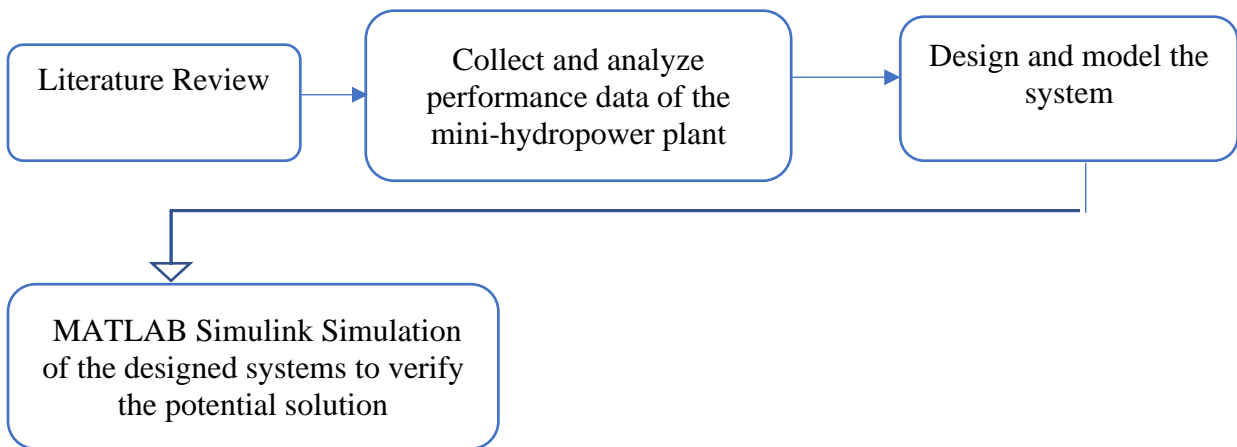 Literature Review
Collect and analyze
performance data of the
mini-hydropower plant
Design and model the
system
MATLAB Simulink Simulation
of the designed systems to verify
the potential solution